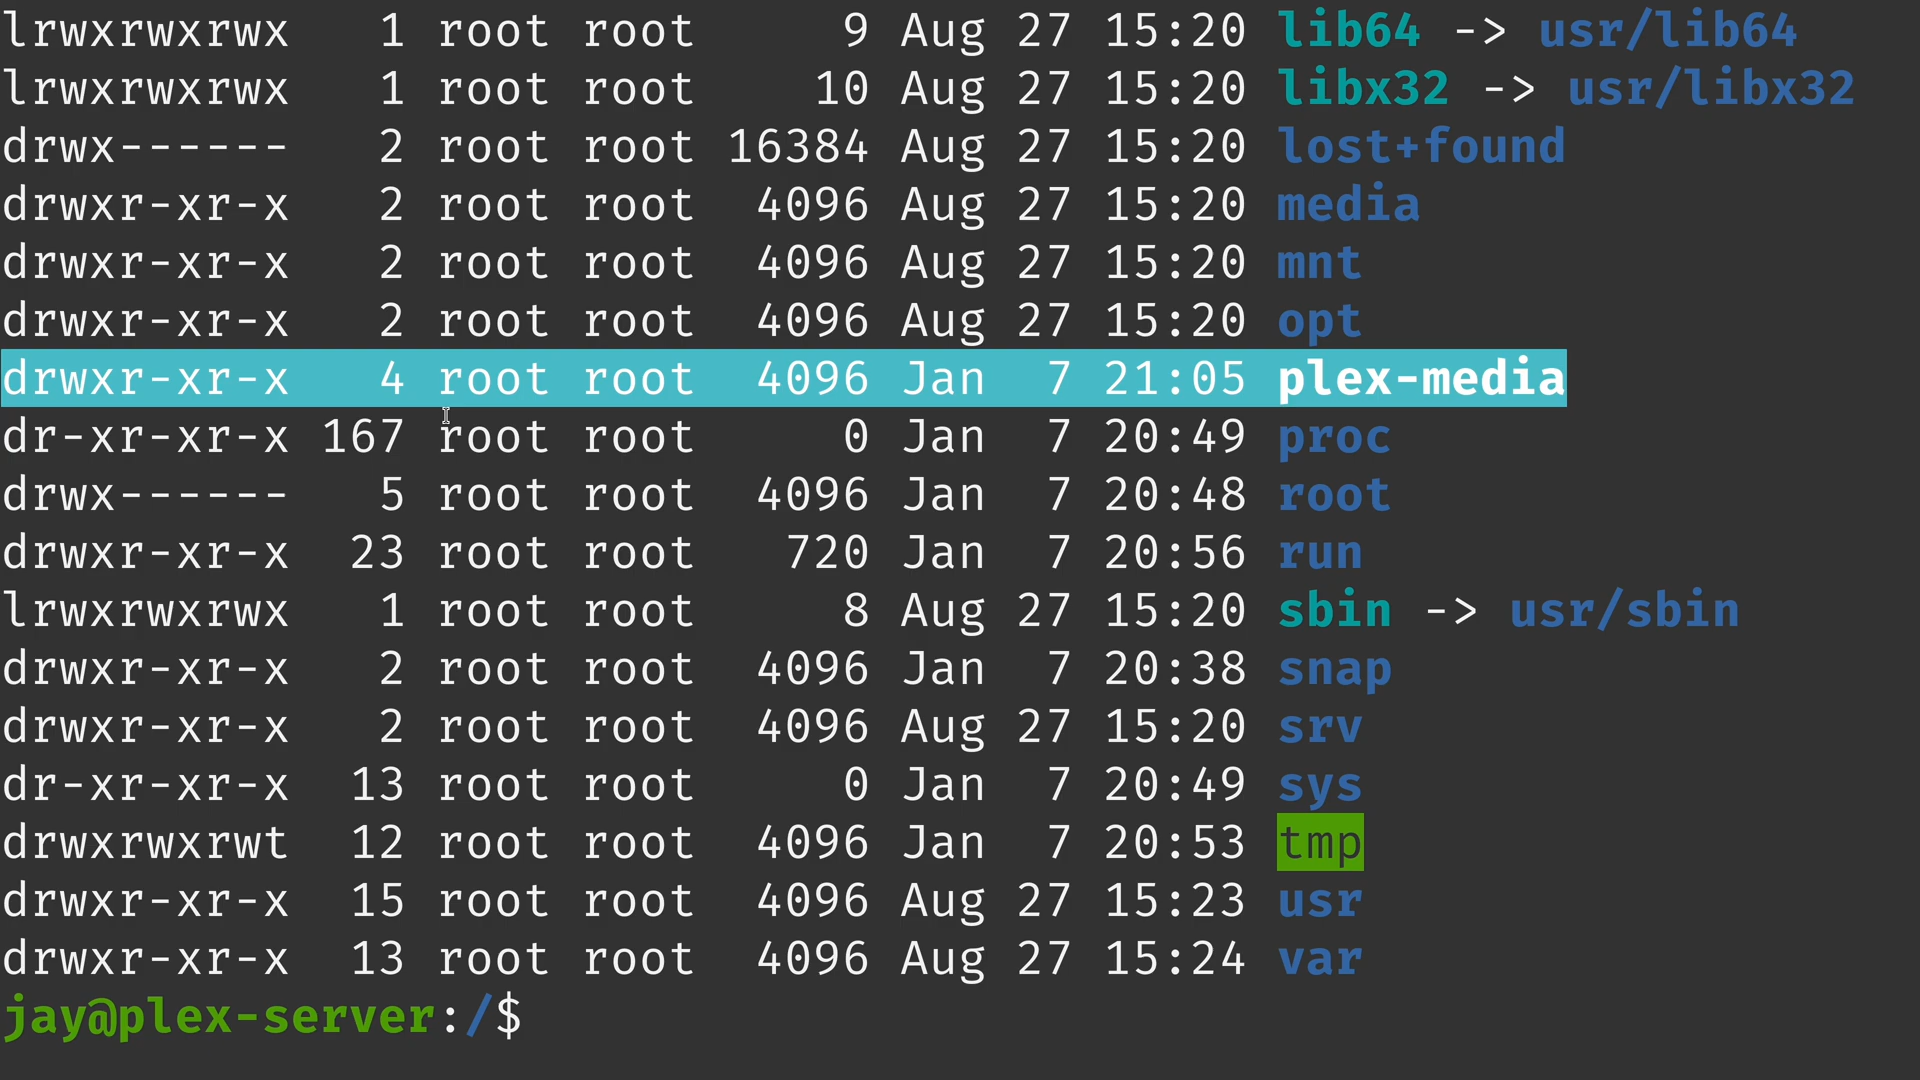 lrwxrwxrwx   1 root root     9 Aug 27 15:20 lib64 -> usr/lib64
lrwxrwxrwx   1 root root    10 Aug 27 15:20 libx32 -> usr/libx32
drwx------   2 root root 16384 Aug 27 15:20 lost+found
drwxr-xr-x   2 root root  4096 Aug 27 15:20 media
drwxr-xr-x   2 root root  4096 Aug 27 15:20 mnt
drwxr-xr-x   2 root root  4096 Aug 27 15:20 opt
drwxr-xr-x   4 root root  4096 Jan  7 21:05 plex-media
dr-xr-xr-x 167 root root     0 Jan  7 20:49 proc
drwx------   5 root root  4096 Jan  7 20:48 root
drwxr-xr-x  23 root root   720 Jan  7 20:56 run
lrwxrwxrwx   1 root root     8 Aug 27 15:20 sbin -> usr/sbin
drwxr-xr-x   2 root root  4096 Jan  7 20:38 snap
drwxr-xr-x   2 root root  4096 Aug 27 15:20 srv
dr-xr-xr-x  13 root root     0 Jan  7 20:49 sys
drwxrwxrwt  12 root root  4096 Jan  7 20:53 tmp
drwxr-xr-x  15 root root  4096 Aug 27 15:23 usr
drwxr-xr-x  13 root root  4096 Aug 27 15:24 var
jay@plex-server:/$